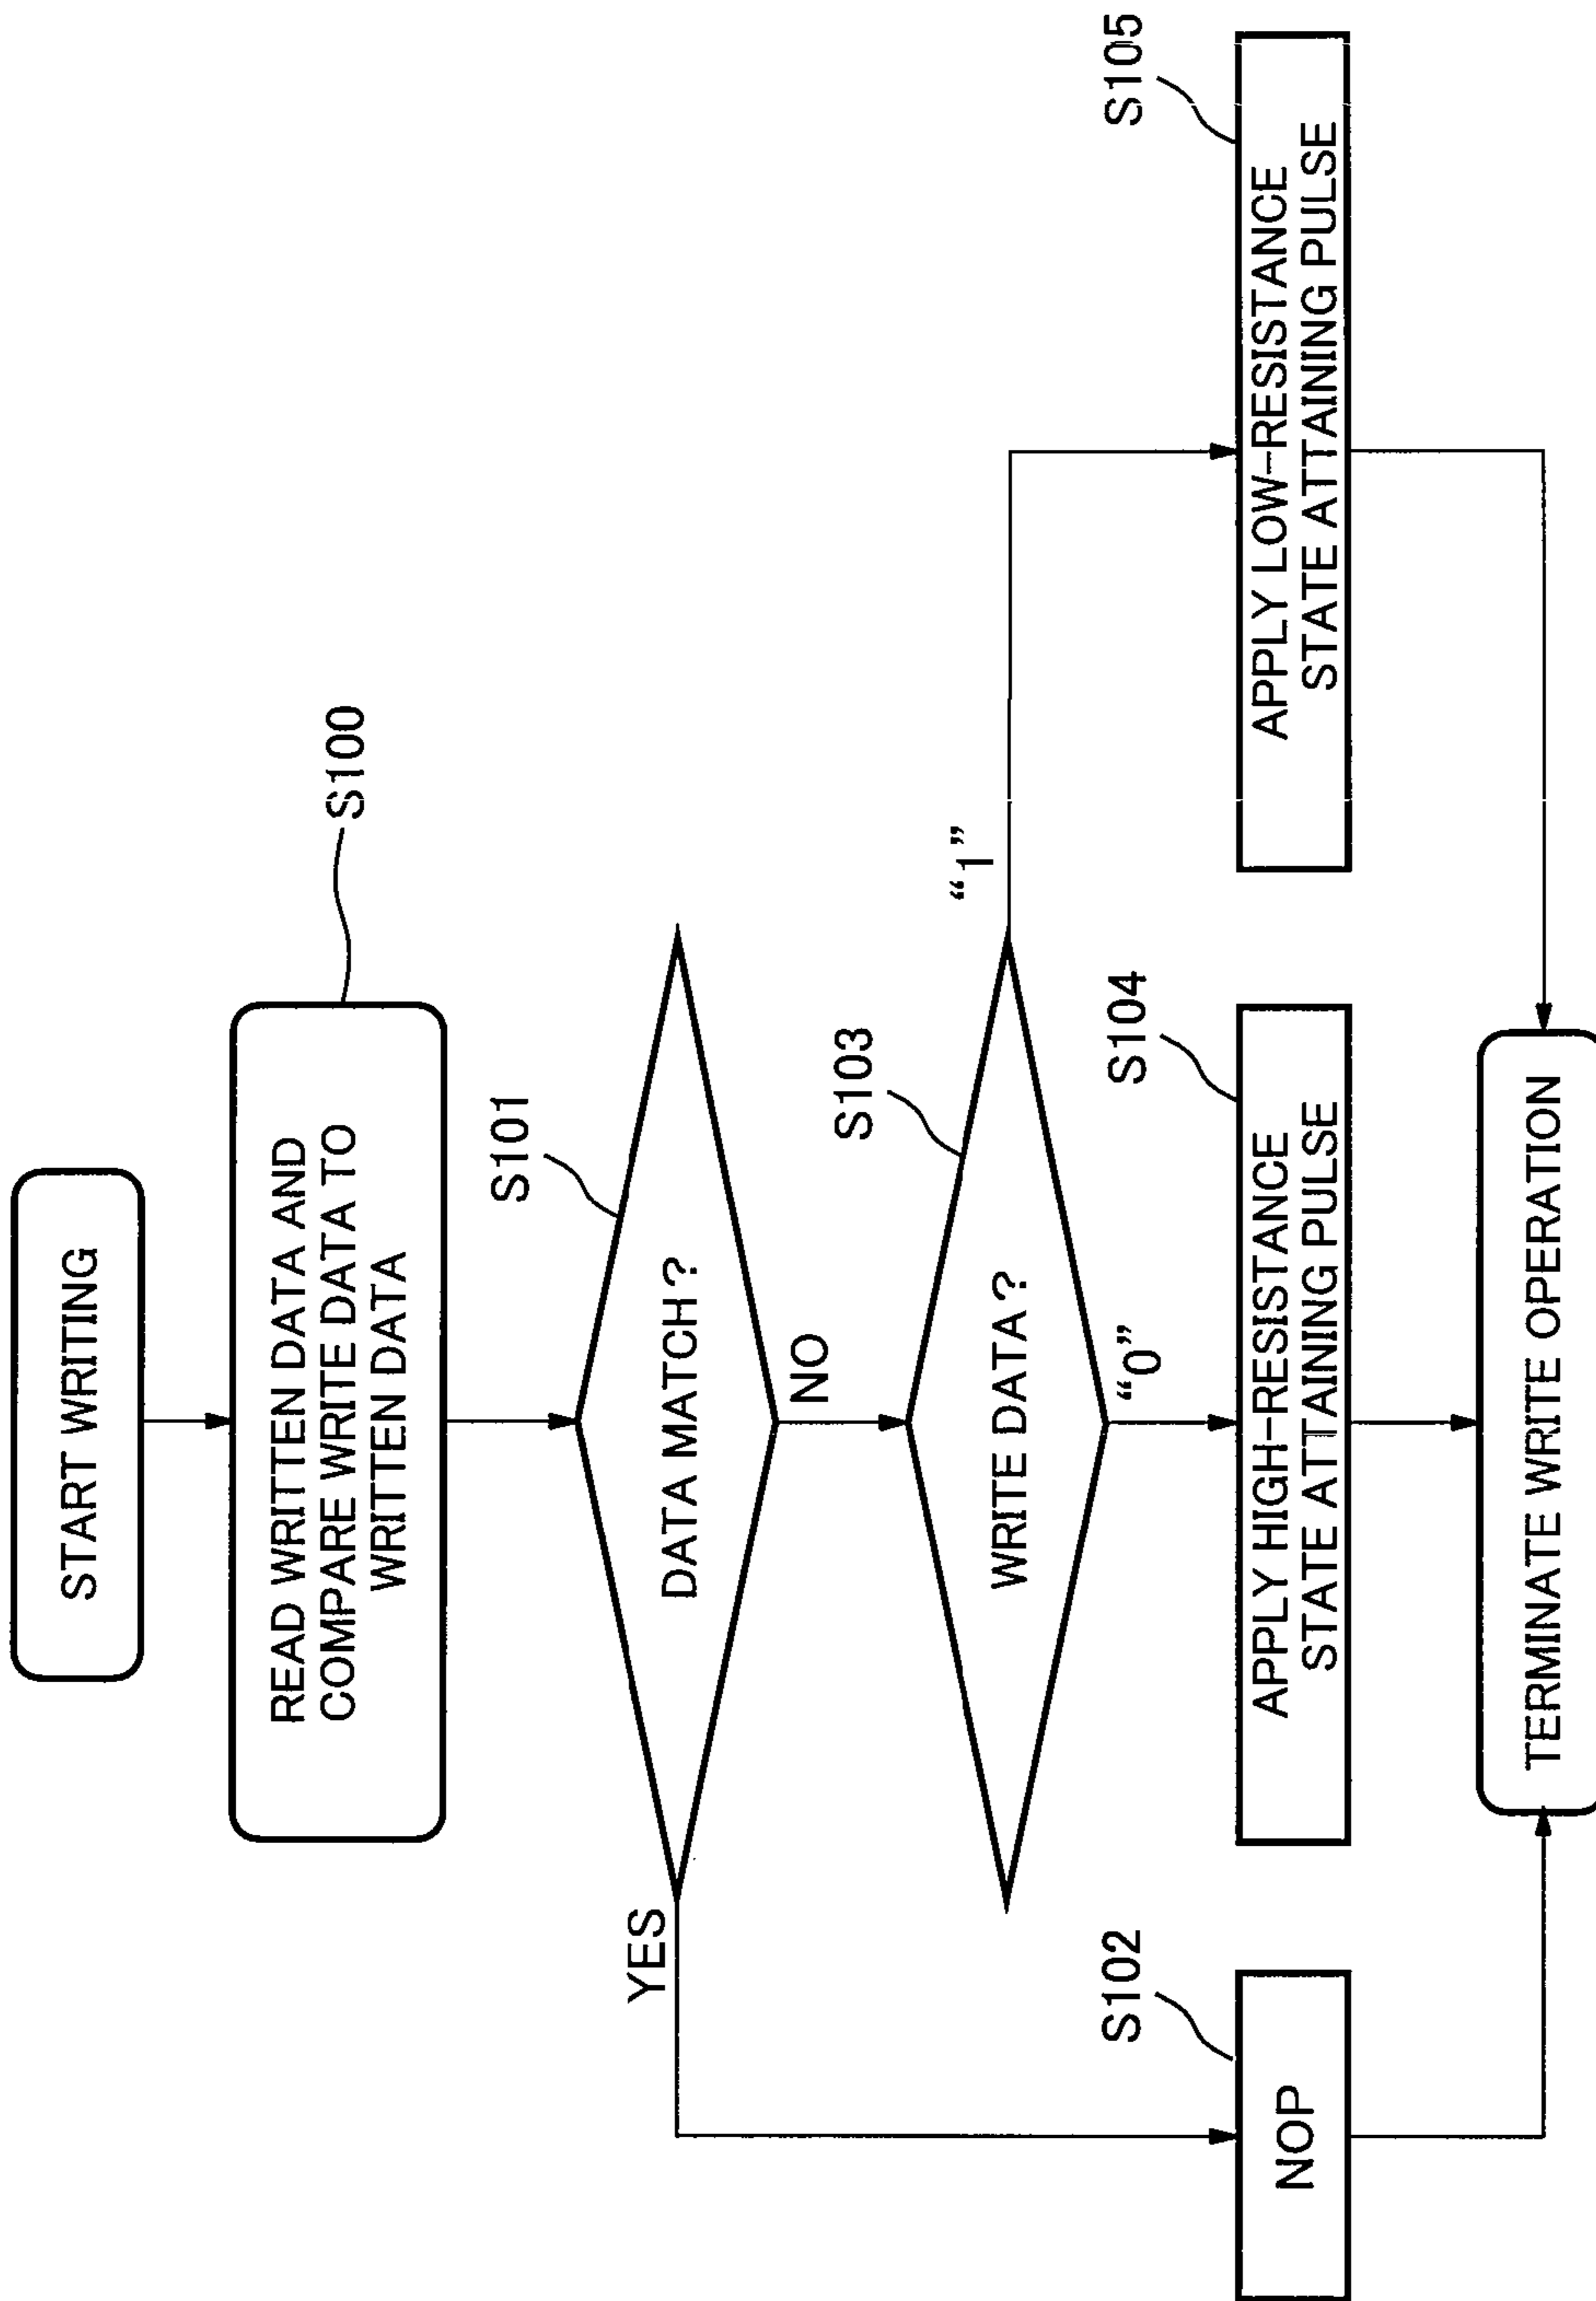 START WRITING
S100
READ WRITTEN DATA AND
COMPARE WRITE DATA TO
WRITTEN DATA
S101
DATA MATCH ?
YES
NO
S103
WRITE DATA ?
“1”
“0”
S102
NOP
S104
APPLY HIGH-RESISTANCE
STATE ATTAINING PULSE
S105
APPLY LOW-RESISTANCE
STATE ATTAINING PULSE
TERMINATE WRITE OPERATION